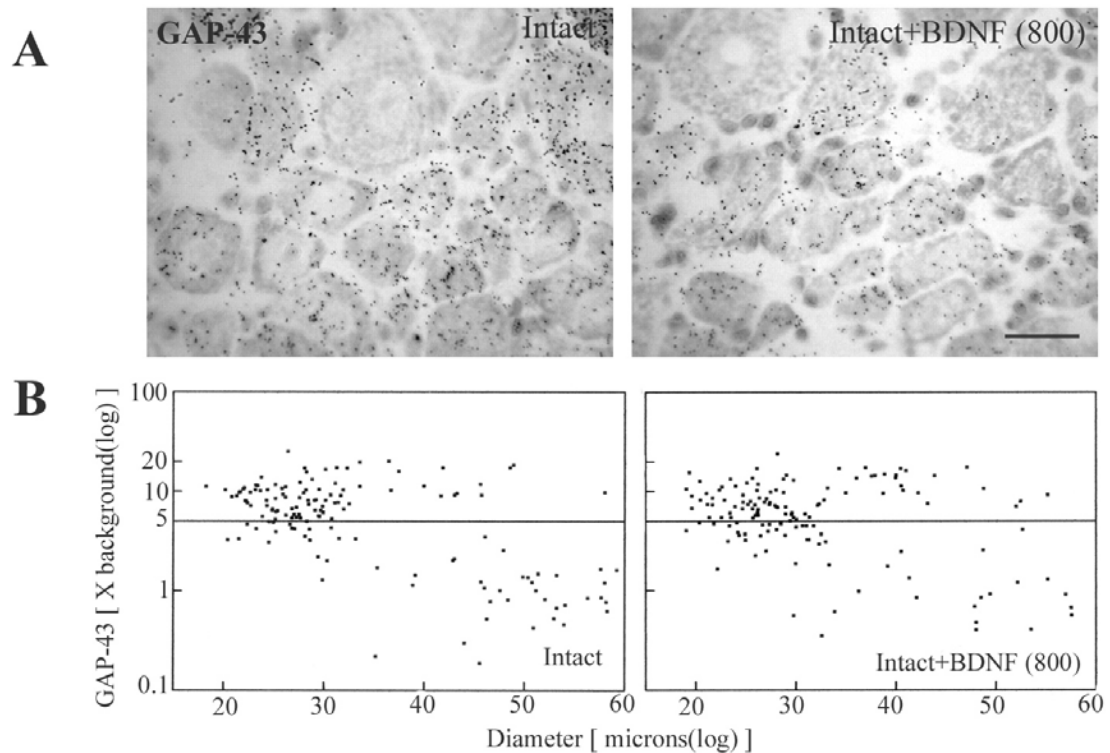 A
GAP-43 Intact
Intact+BDNF (800)
B
GAP-43 [ X background(log) ]
100
20
10
5
1
0.1
Intact
Intact+BDNF (800)
20 30 40 50 60
20 30 40 50 60
Diameter [ microns(log) ]